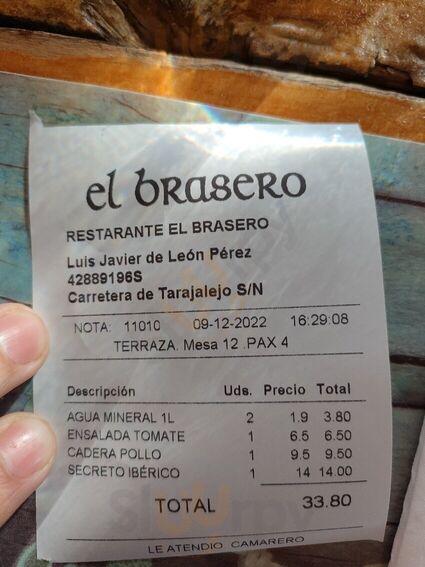 el brasero
RESTARANTE EL BRASERO
Luis Javier de León Pérez
42889196S
Carretera de Tarajalejo S/N
NOTA: 11010 09-12-2022 16:29:08
TERRAZA. Mesa 12 .PAX 4
Descripción Uds. Precio Total
AGUA MINERAL 1L 2 1.9 3.80
ENSALADA TOMATE 1 6.5 6.50
CADERA POLLO 1 9.5 9.50
SECRETO IBÉRICO 1 14 14.00
TOTAL 33.80
LE ATENDIO CAMARERO